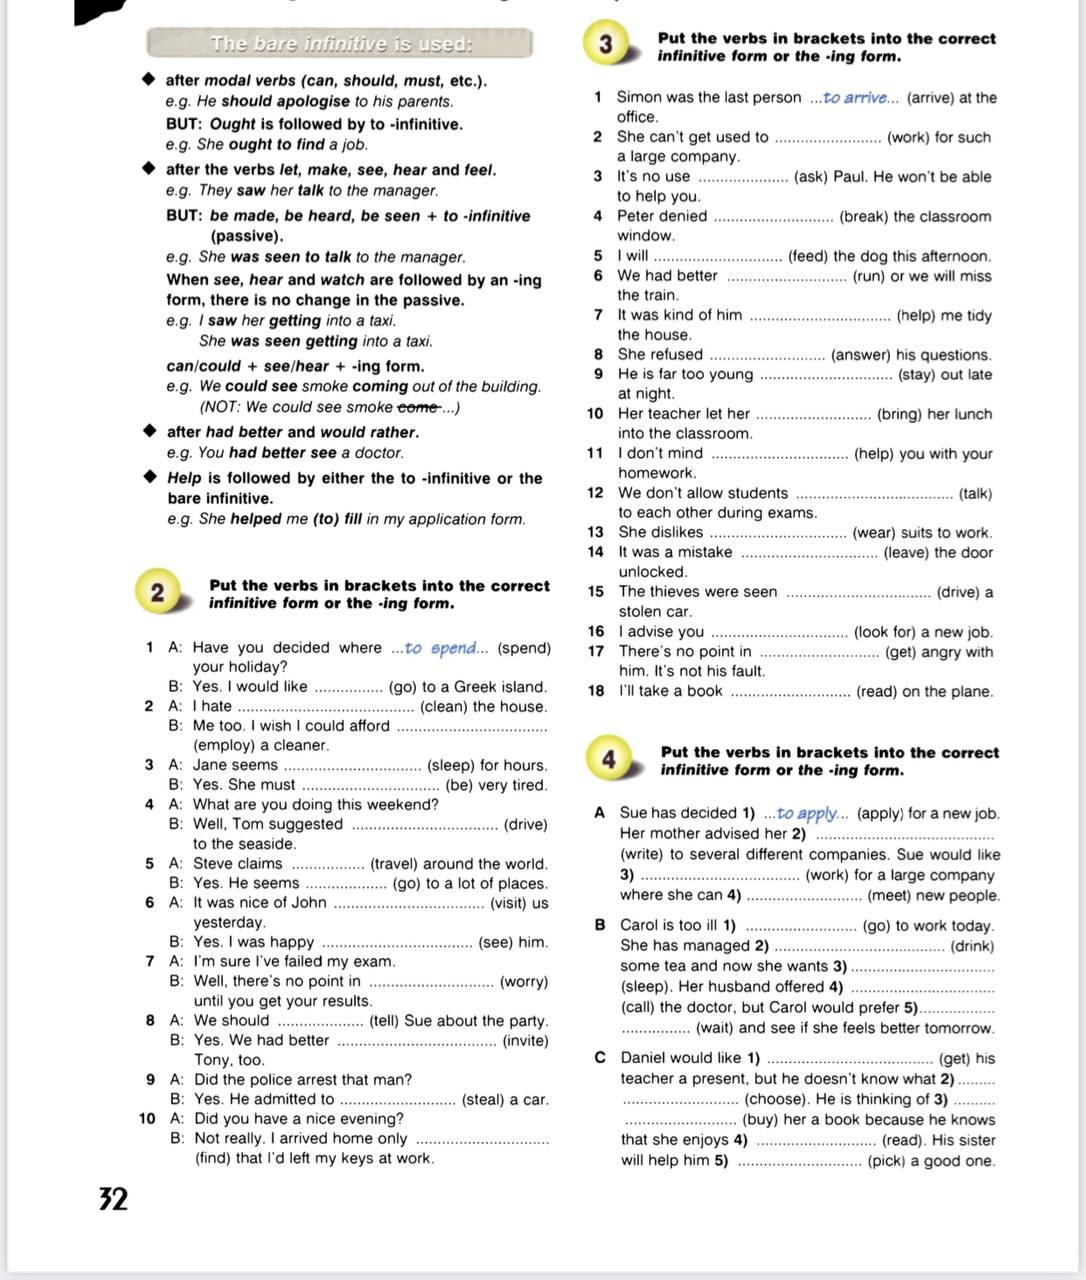 The bare infinitive is used:
◆ after modal verbs (can, should, must, etc.).
e.g. He should apologise to his parents.
BUT: Ought is followed by to -infinitive.
e.g. She ought to find a job.
◆ after the verbs let, make, see, hear and feel.
e.g. They saw her talk to the manager.
BUT: be made, be heard, be seen + to -infinitive
(passive).
e.g. She was seen to talk to the manager.
When see, hear and watch are followed by an -ing
form, there is no change in the passive.
e.g. I saw her getting into a taxi.
She was seen getting into a taxi.
can/could + see/hear + -ing form.
e.g. We could see smoke coming out of the building.
(NOT: We could see smoke come ...)
◆ after had better and would rather.
e.g. You had better see a doctor.
◆ Help is followed by either the to -infinitive or the
bare infinitive.
e.g. She helped me (to) fill in my application form.
2 Put the verbs in brackets into the correct
infinitive form or the -ing form.
1 A: Have you decided where ...to spend... (spend)
your holiday?
B: Yes. I would like ............... (go) to a Greek island.
2 A: I hate ....................................... (clean) the house.
B: Me too. I wish I could afford ..................................
(employ) a cleaner.
3 A: Jane seems ............................... (sleep) for hours.
B: Yes. She must ............................... (be) very tired.
4 A: What are you doing this weekend?
B: Well, Tom suggested ................................. (drive)
to the seaside.
5 A: Steve claims ................ (travel) around the world.
B: Yes. He seems .................. (go) to a lot of places.
6 A: It was nice of John .................................. (visit) us
yesterday.
B: Yes. I was happy .................................. (see) him.
7 A: I'm sure I've failed my exam.
B: Well, there's no point in ............................ (worry)
until you get your results.
8 A: We should ................... (tell) Sue about the party.
B: Yes. We had better .................................... (invite)
Tony, too.
9 A: Did the police arrest that man?
B: Yes. He admitted to .......................... (steal) a car.
10 A: Did you have a nice evening?
B: Not really. I arrived home only ..............................
(find) that I'd left my keys at work.
32
3 Put the verbs in brackets into the correct
infinitive form or the -ing form.
1 Simon was the last person ...to arrive... (arrive) at the
office.
2 She can't get used to ........................ (work) for such
a large company.
3 It's no use .................... (ask) Paul. He won't be able
to help you.
4 Peter denied ........................... (break) the classroom
window.
5 I will ............................. (feed) the dog this afternoon.
6 We had better ........................... (run) or we will miss
the train.
7 It was kind of him ................................ (help) me tidy
the house.
8 She refused .......................... (answer) his questions.
9 He is far too young .............................. (stay) out late
at night.
10 Her teacher let her .......................... (bring) her lunch
into the classroom.
11 I don't mind ............................... (help) you with your
homework.
12 We don't allow students .................................... (talk)
to each other during exams.
13 She dislikes ............................... (wear) suits to work.
14 It was a mistake ............................... (leave) the door
unlocked.
15 The thieves were seen ................................. (drive) a
stolen car.
16 I advise you ............................... (look for) a new job.
17 There's no point in ........................... (get) angry with
him. It's not his fault.
18 I'll take a book ........................... (read) on the plane.
4 Put the verbs in brackets into the correct
infinitive form or the -ing form.
A Sue has decided 1) ...to apply... (apply) for a new job.
Her mother advised her 2) ........................................
(write) to several different companies. Sue would like
3) .................................... (work) for a large company
where she can 4) .......................... (meet) new people.
B Carol is too ill 1) ......................... (go) to work today.
She has managed 2) ...................................... (drink)
some tea and now she wants 3) ................................
(sleep). Her husband offered 4) ................................
(call) the doctor, but Carol would prefer 5).................
................ (wait) and see if she feels better tomorrow.
C Daniel would like 1) ..................................... (get) his
teacher a present, but he doesn't know what 2) .........
.......................... (choose). He is thinking of 3) ..........
......................... (buy) her a book because he knows
that she enjoys 4) ........................... (read). His sister
will help him 5) ............................ (pick) a good one.